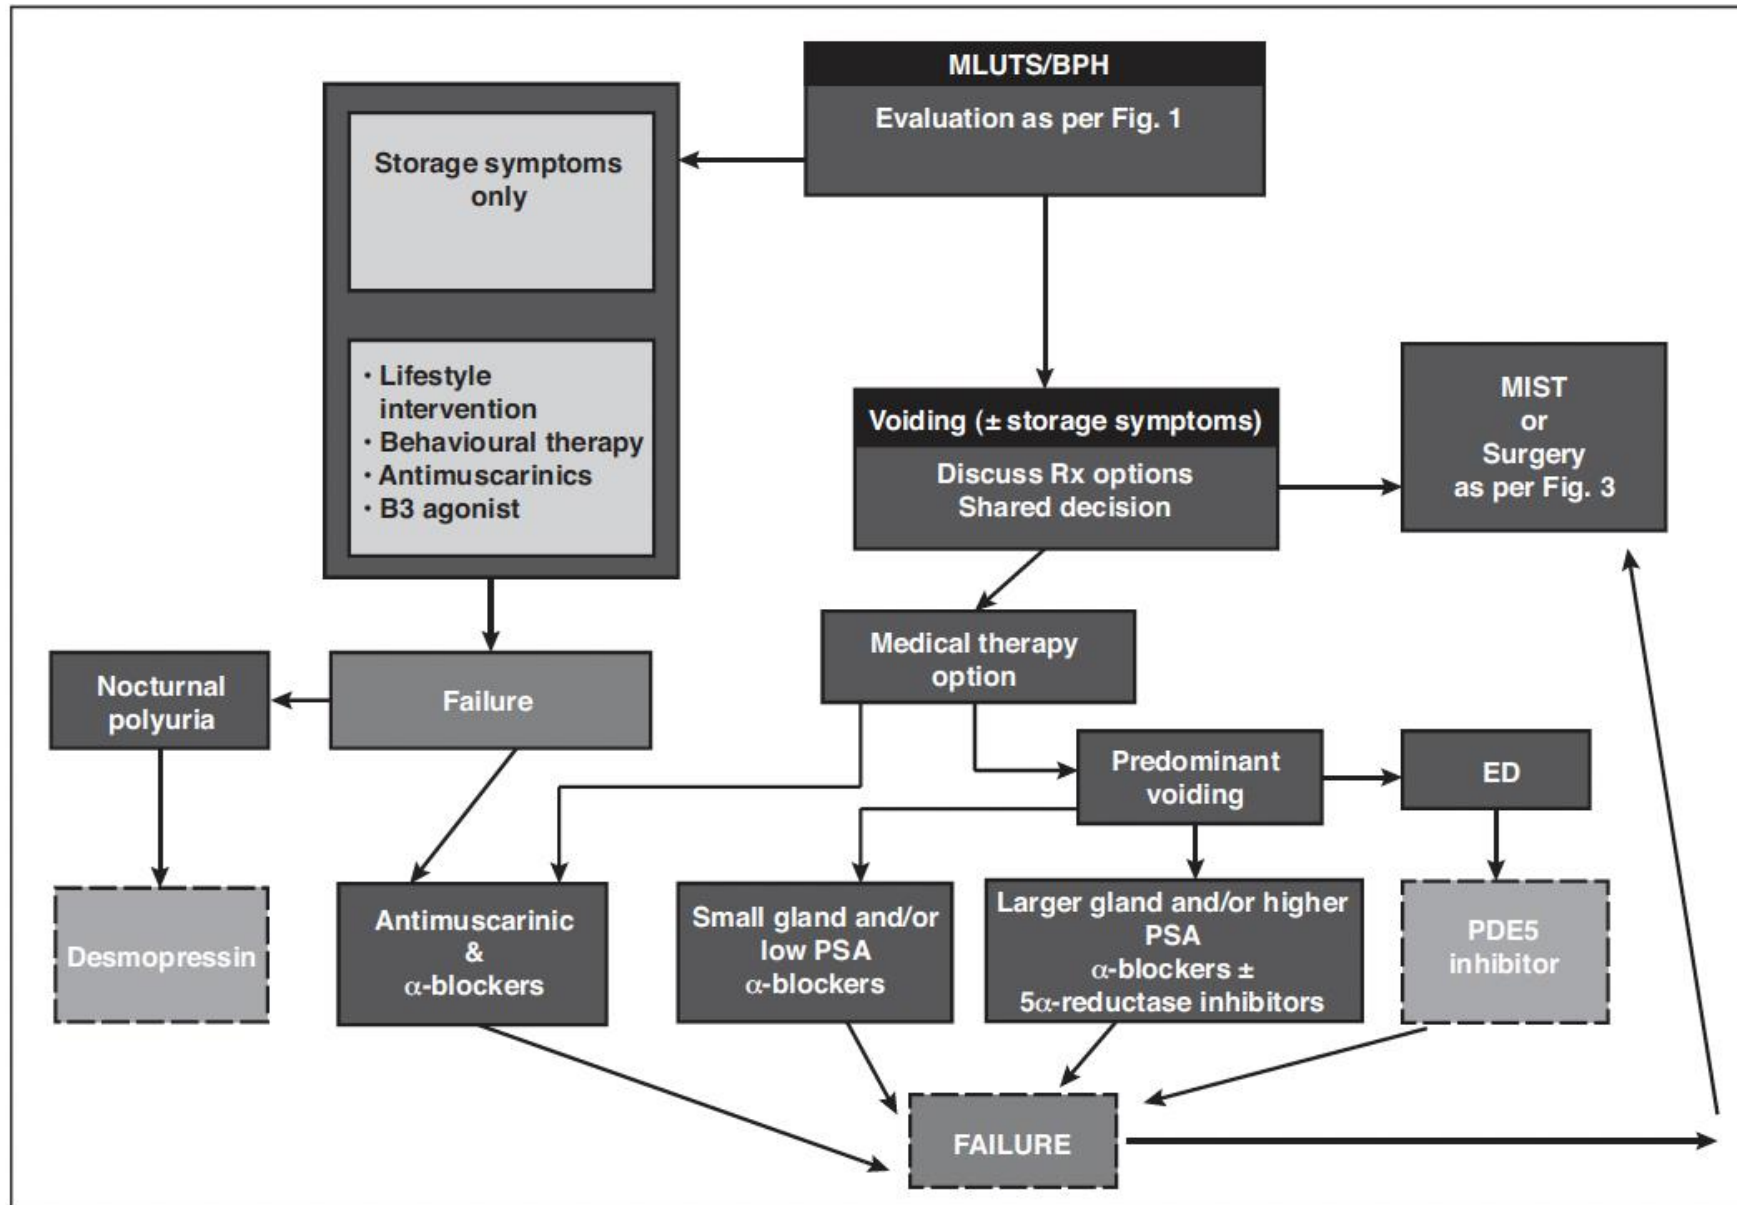 MLUTS/BPH
Evaluation as per Fig. 1
Storage symptoms
only
· Lifestyle
intervention
· Behavioural therapy
· Antimuscarinics
· B3 agonist
Voiding (± storage symptoms)
Discuss Rx options
Shared decision
MIST
or
Surgery
as per Fig. 3
Medical therapy
option
Nocturnal
polyuria
Failure
Predominant
voiding
ED
Desmopressin
Antimuscarinic
&
α-blockers
Small gland and/or
low PSA
α-blockers
Larger gland and/or higher
PSA
α-blockers ±
5α-reductase inhibitors
PDE5
inhibitor
FAILURE